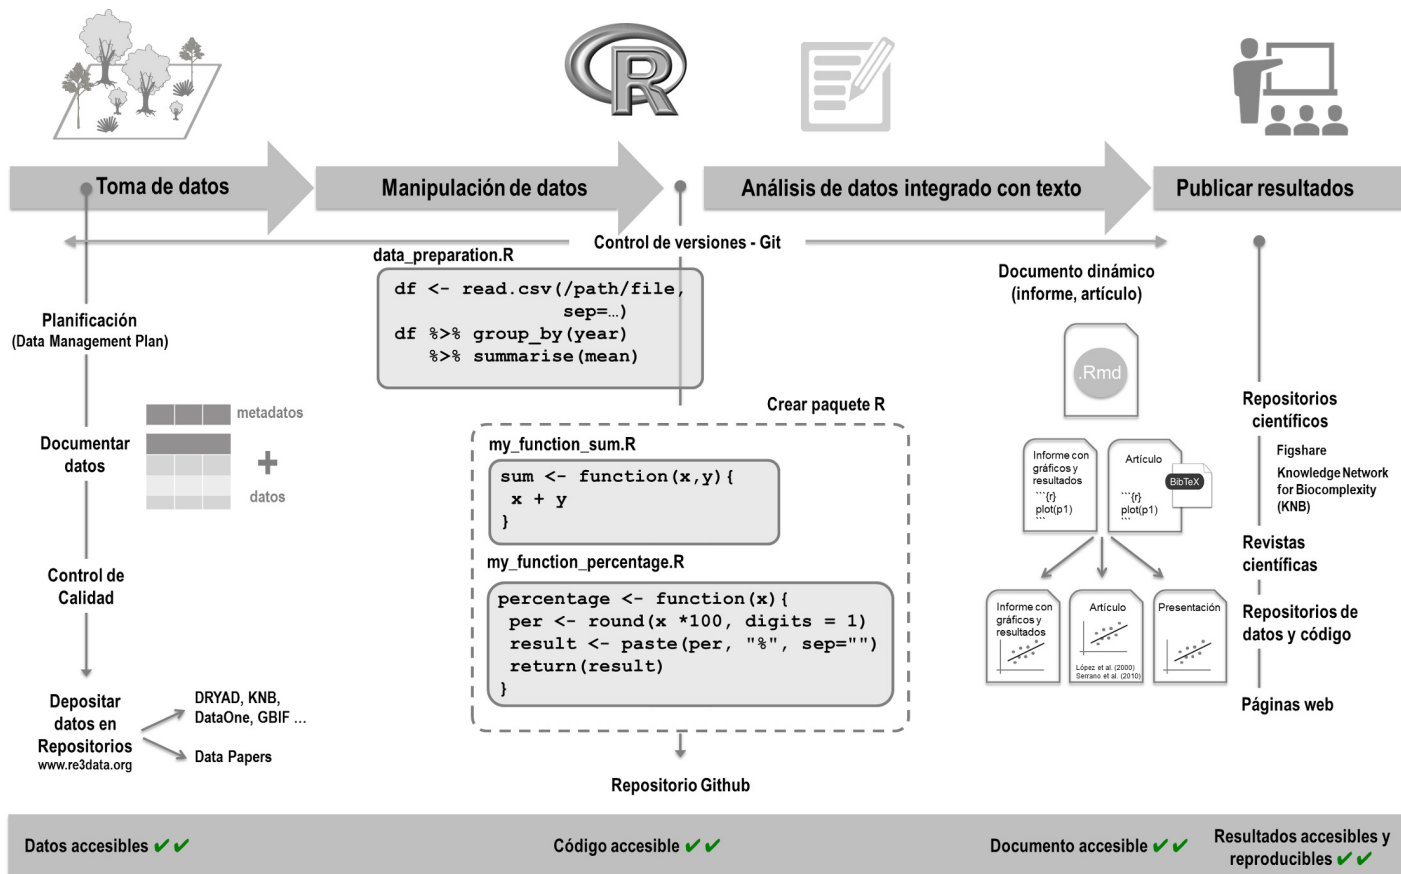 R
Toma de datos
Manipulación de datos
Análisis de datos integrado con texto
Publicar resultados
Control de versiones - Git
Planificación
(Data Management Plan)
Documentar
datos
metadatos
+
datos
Control de
Calidad
Depositar
datos en
Repositorios
www.re3data.org
DRYAD, KNB,
DataOne, GBIF ...
Data Papers
data_preparation.R
df <- read.csv(/path/file,
sep=…)
df %>% group_by(year)
%>% summarise(mean)
Crear paquete R
my_function_sum.R
sum <- function(x,y){
x + y
}
my_function_percentage.R
percentage <- function(x){
per <- round(x *100, digits = 1)
result <- paste(per, "%", sep="")
return(result)
}
Repositorio Github
Documento dinámico
(informe, artículo)
.Rmd
Informe con
gráficos y
resultados
```{r}
plot(p1)
```
Artículo
```{r}
plot(p1)
```
BibTeX
Informe con
gráficos y
resultados
Artículo
López et al. (2000)
Serrano et al. (2010)
Presentación
Repositorios
científicos
Figshare
Knowledge Network
for Biocomplexity
(KNB)
Revistas
científicas
Repositorios de
datos y código
Páginas web
Datos accesibles ✔✔
Código accesible ✔✔
Documento accesible ✔✔
Resultados accesibles y
reproducibles ✔✔